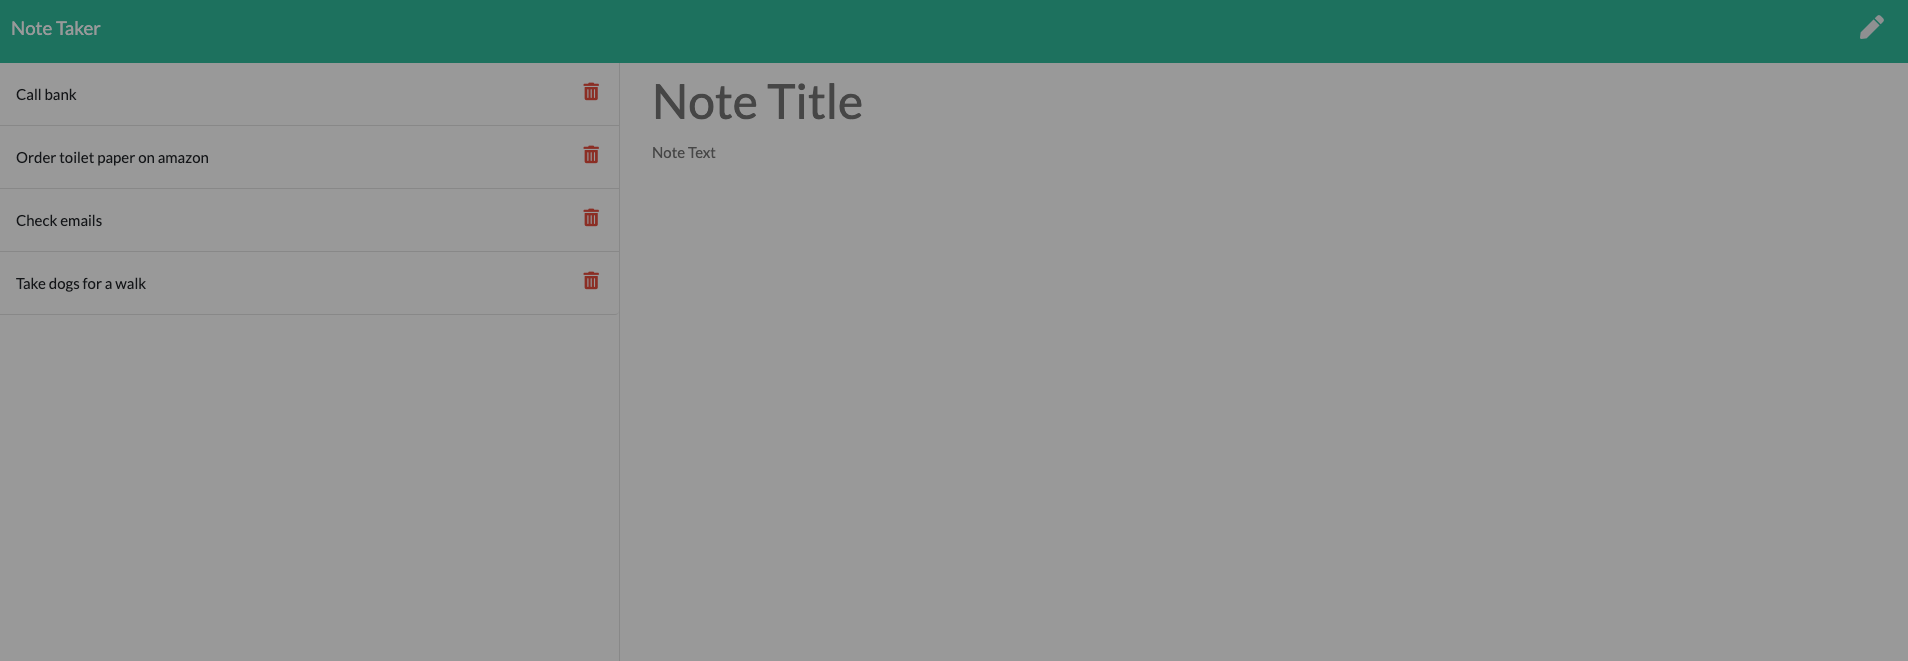 Note Taker
Call bank
Order toilet paper on amazon
Check emails
Take dogs for a walk
Note Title
Note Text